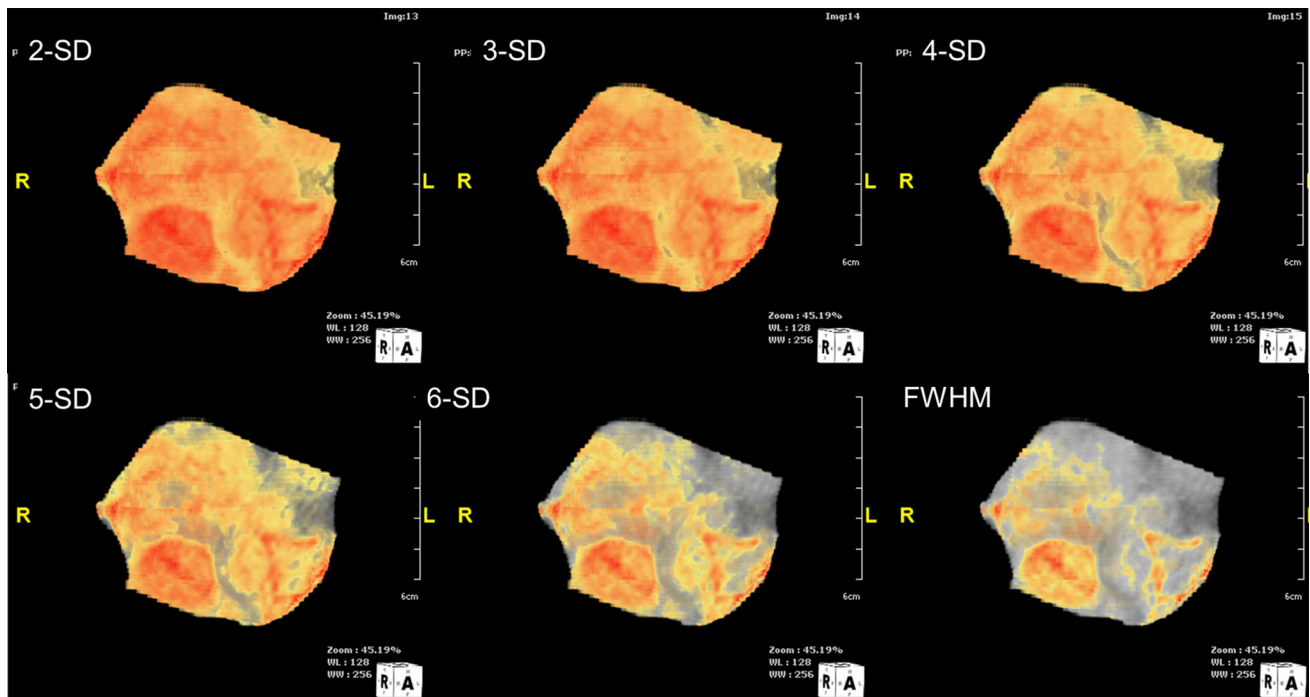 Img:13
2-SD
R
L
6cm
Zoom : 45.19%
WL : 128
WW : 256
R
A
Img:14
PP:
3-SD
R
L
6cm
Zoom : 45.19%
WL : 128
WW : 256
R
A
Img:15
PP:
4-SD
R
6cm
Zoom : 45.19%
WL : 128
WW : 256
R
A
5-SD
R
L
6cm
Zoom : 45.19%
WL : 128
WW : 256
R
A
6-SD
R
L
6cm
Zoom : 45.19%
WL : 128
WW : 256
R
A
FWHM
R
6cm
Zoom : 45.19%
WL : 128
WW : 256
R
A